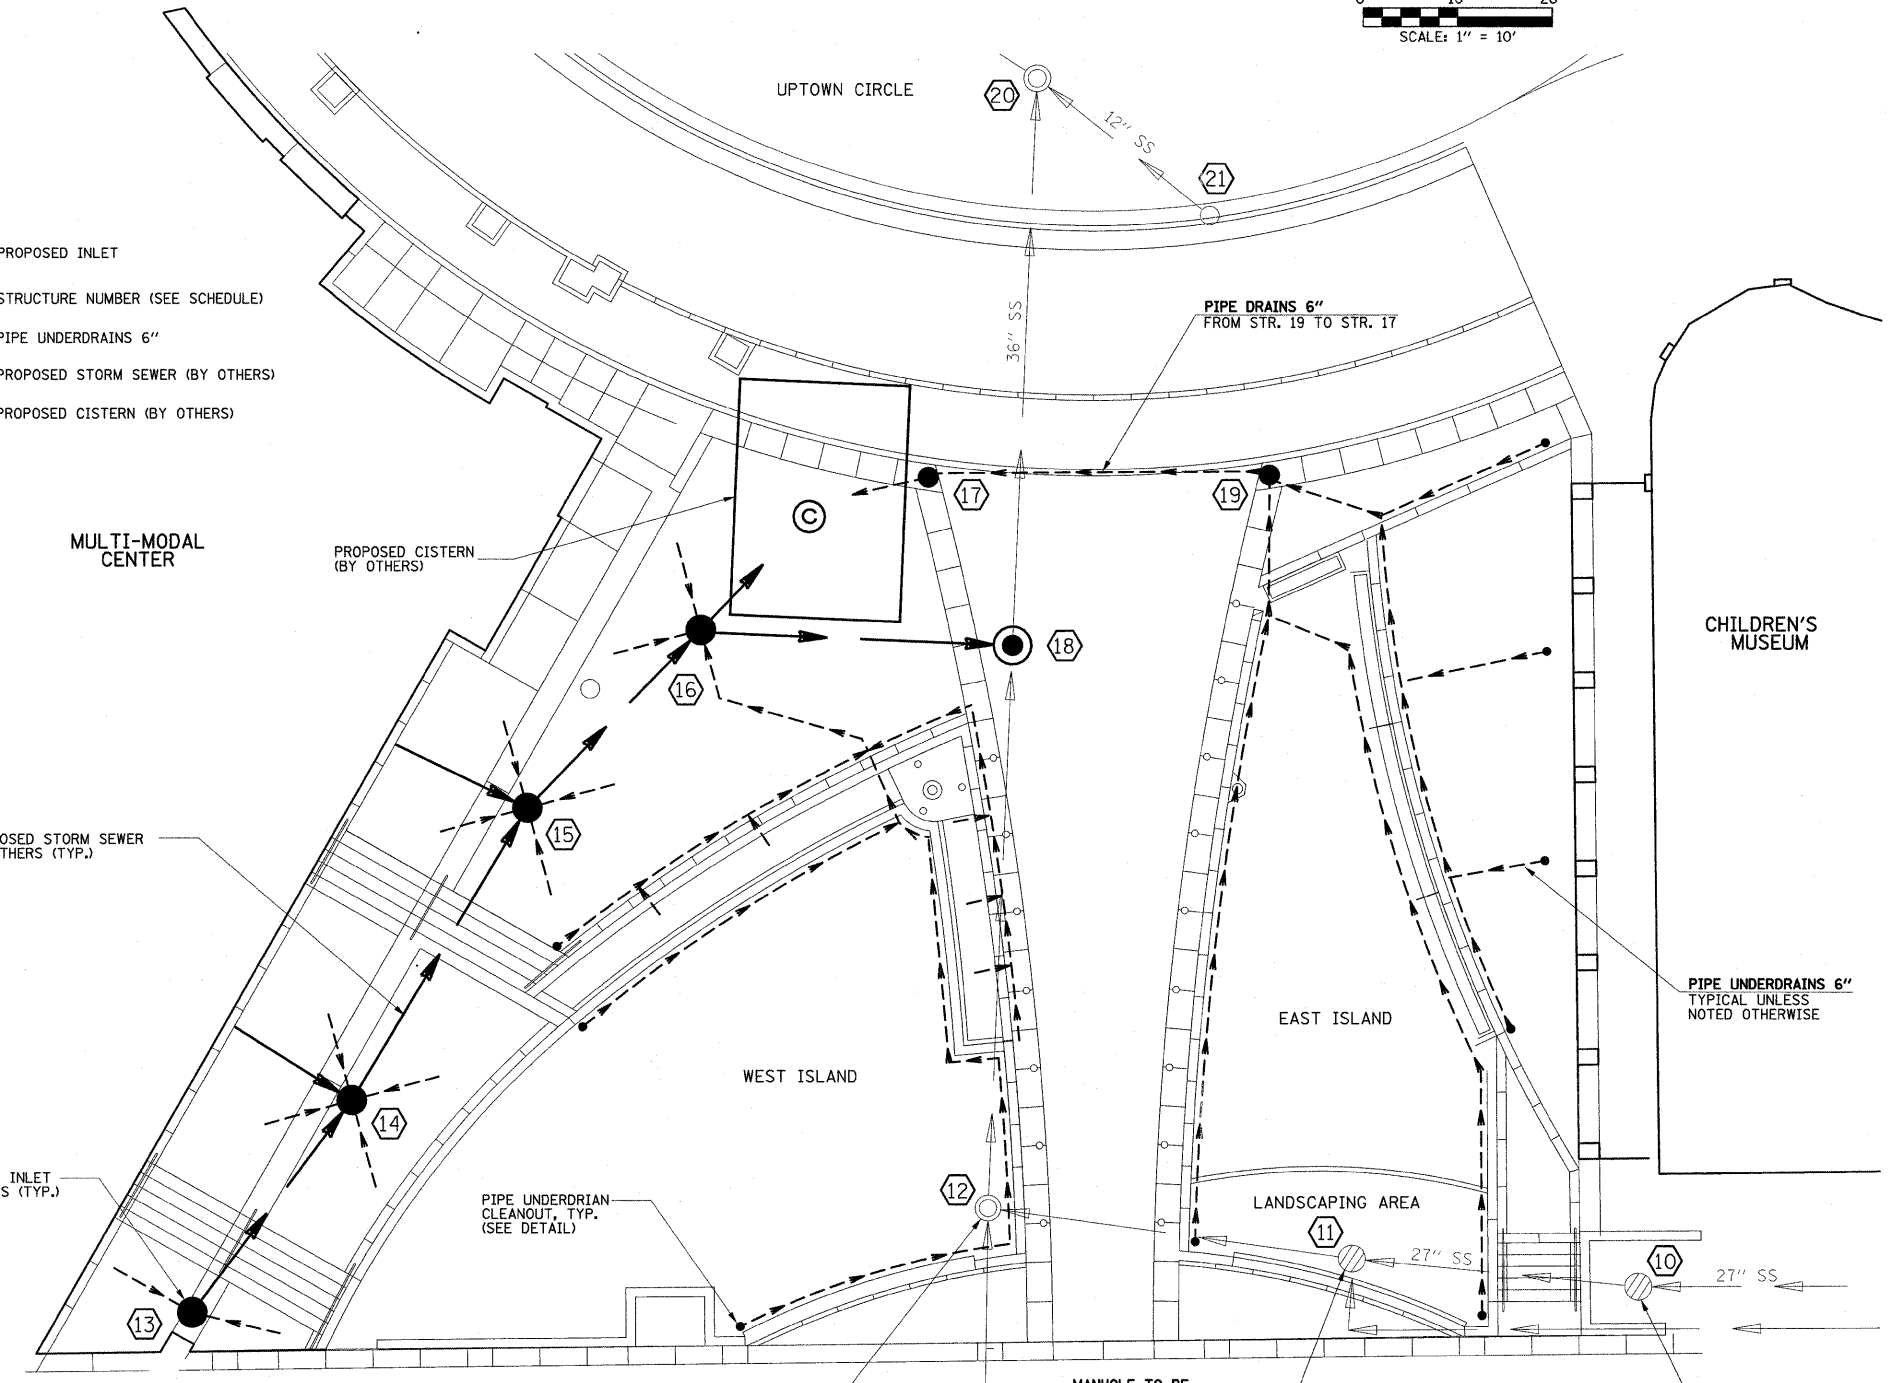 SCALE: 1" = 10'
UPTOWN CIRCLE
20
12" SS
21
PROPOSED INLET
STRUCTURE NUMBER (SEE SCHEDULE)
PIPE UNDERDRAINS 6"
PROPOSED STORM SEWER (BY OTHERS)
PROPOSED CISTERN (BY OTHERS)
36" SS
PIPE DRAINS 6"
FROM STR. 19 TO STR. 17
17
19
C
MULTI-MODAL
CENTER
PROPOSED CISTERN
(BY OTHERS)
CHILDREN'S
MUSEUM
18
16
15
OSED STORM SEWER
THERS (TYP.)
PIPE UNDERDRAINS 6"
TYPICAL UNLESS
NOTED OTHERWISE
EAST ISLAND
WEST ISLAND
14
INLET
S (TYP.)
12
PIPE UNDERDRIAN
CLEANOUT, TYP.
(SEE DETAIL)
LANDSCAPING AREA
11
27" SS
10
27" SS
13
MANHOLE TO BE